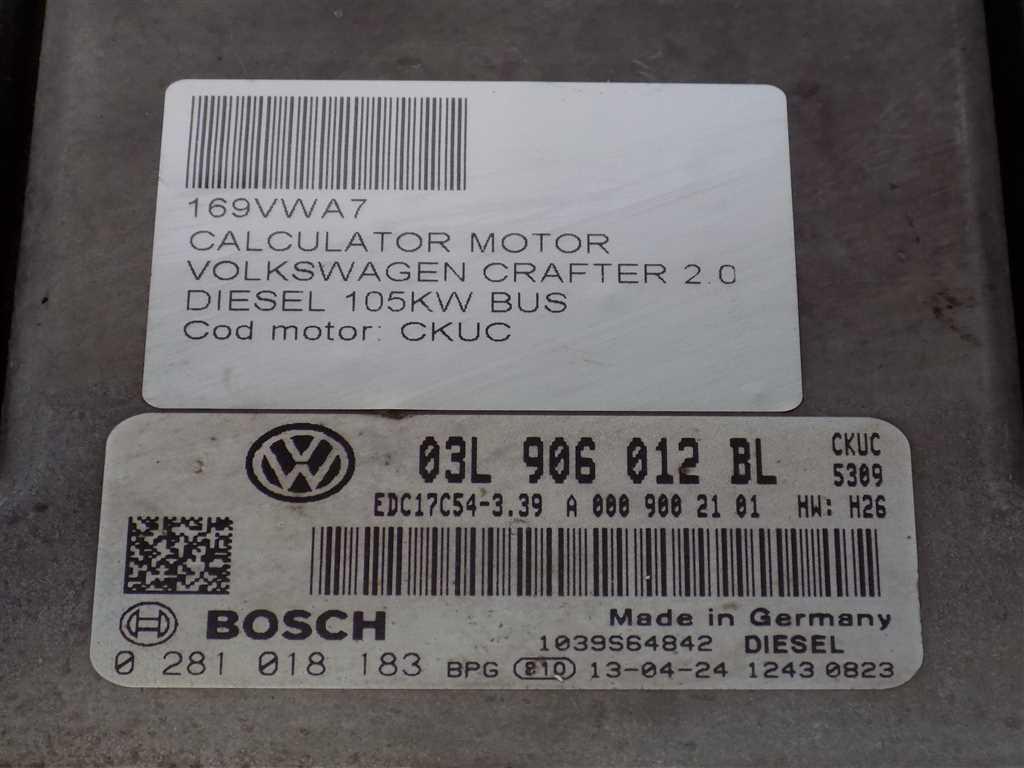 169VWA7
CALCULATOR MOTOR
VOLKSWAGEN CRAFTER 2.0
DIESEL 105KW BUS
Cod motor: CKUC
03L 906 012 BL
CKUC
5309
EDC17C54-3.39 A 000 900 21 01 HW: H26
BOSCH
Made in Germany
1039S64842 DIESEL
0 281 018 183 BPG 010 13-04-24 1243 0823